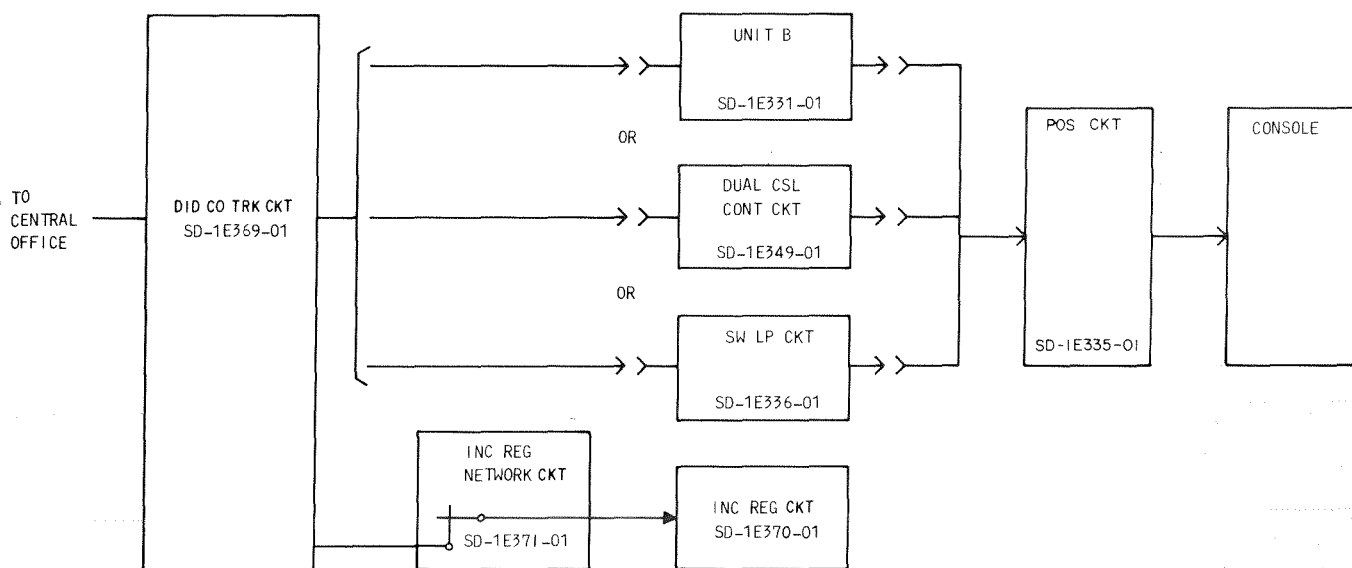 TO
CENTRAL
OFFICE
DID CO TRK CKT
SD-1E369-01
UNIT B
SD-1E331-01
OR
DUAL CSL
CONT CKT
SD-1E349-01
OR
SW LP CKT
SD-1E336-01
POS CKT
SD-1E335-01
CONSOLE
INC REG
NETWORK CKT
SD-1E371-01
INC REG CKT
SD-1E370-01